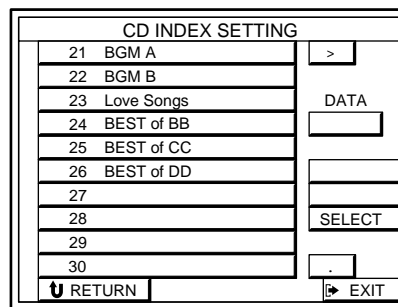 CD INDEX SETTING
21 BGM A
>
22 BGM B
23 Love Songs
DATA
24 BEST of BB
25 BEST of CC
26 BEST of DD
27
28
SELECT
29
30
.
RETURN
EXIT